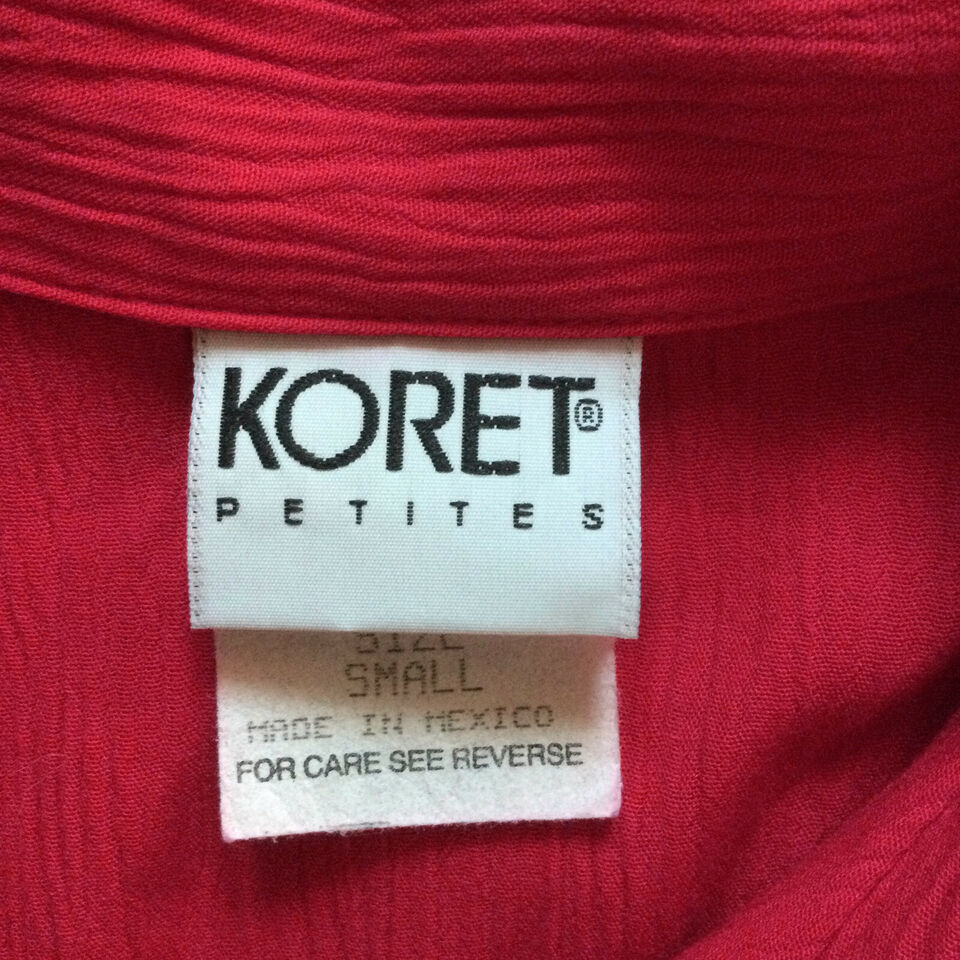 KORET®
PETITES
SIZE
SMALL
MADE IN MEXICO
FOR CARE SEE REVERSE